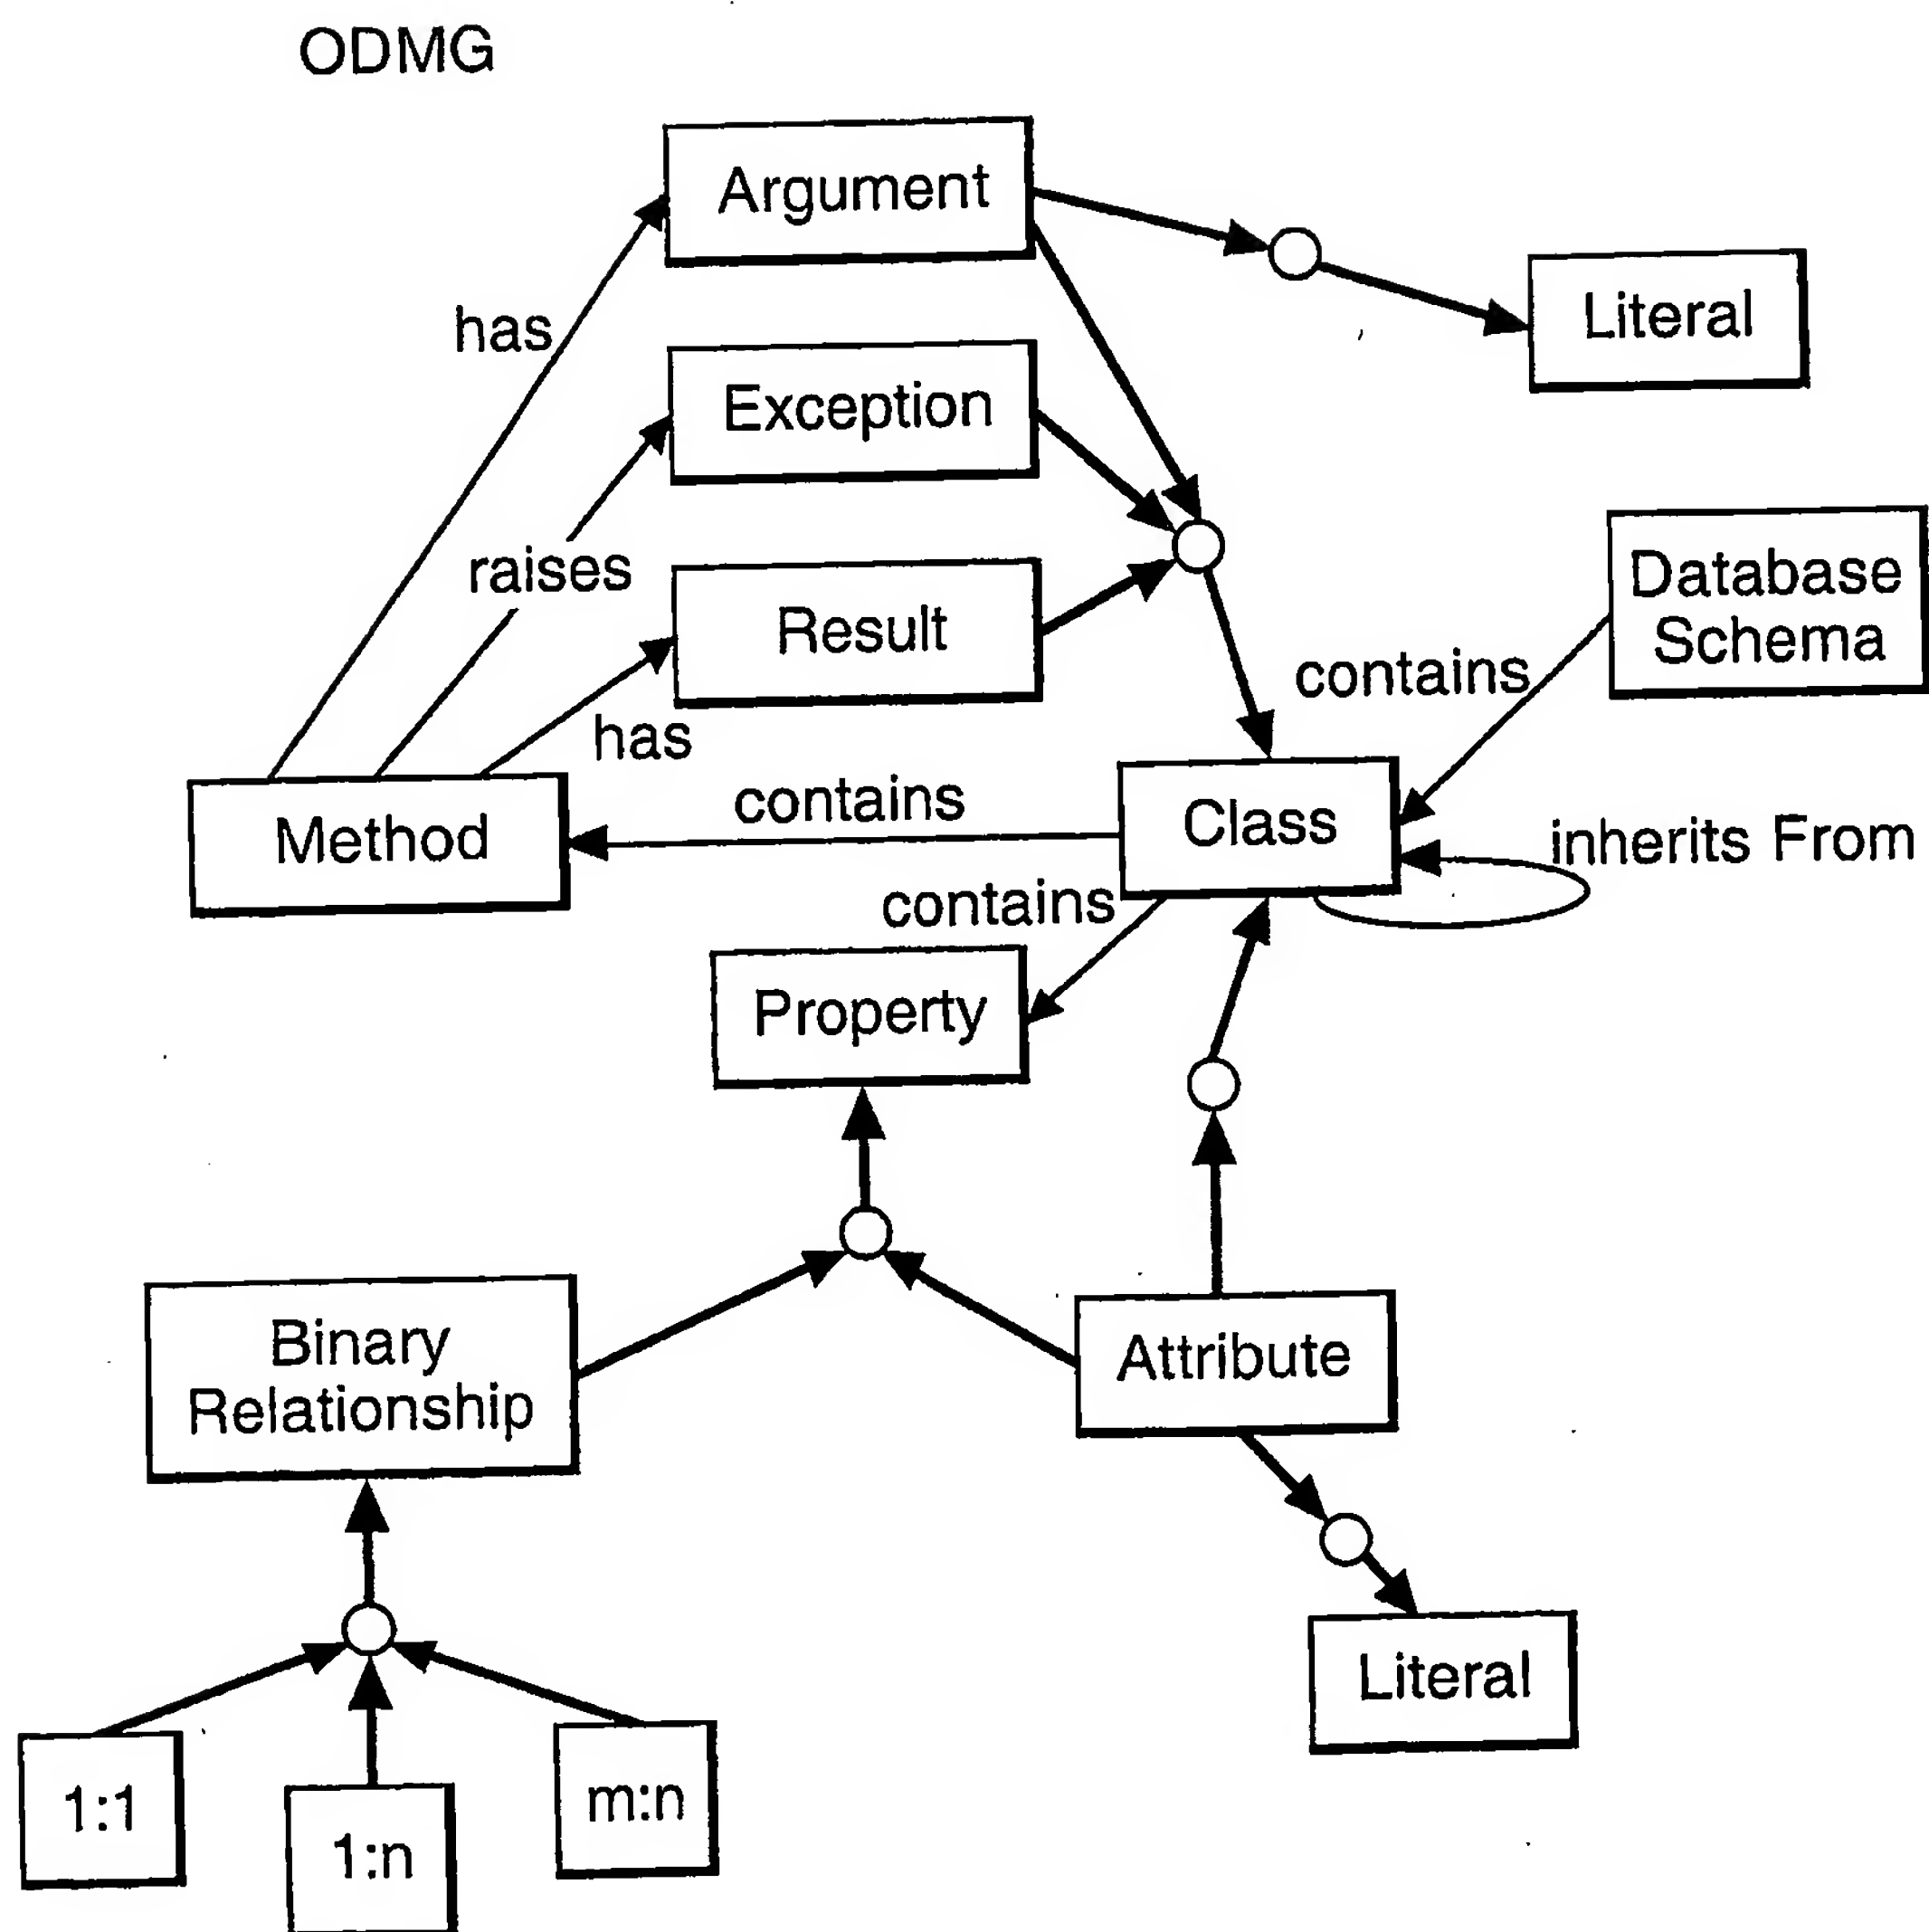 ODMG
Argument
Literal
has
Exception
raises
Result
Database
Schema
contains
has
contains
Class
Method
inherits From
contains
Property
Binary
Relationship
Attribute
Literal
1:1
1:n
m:n